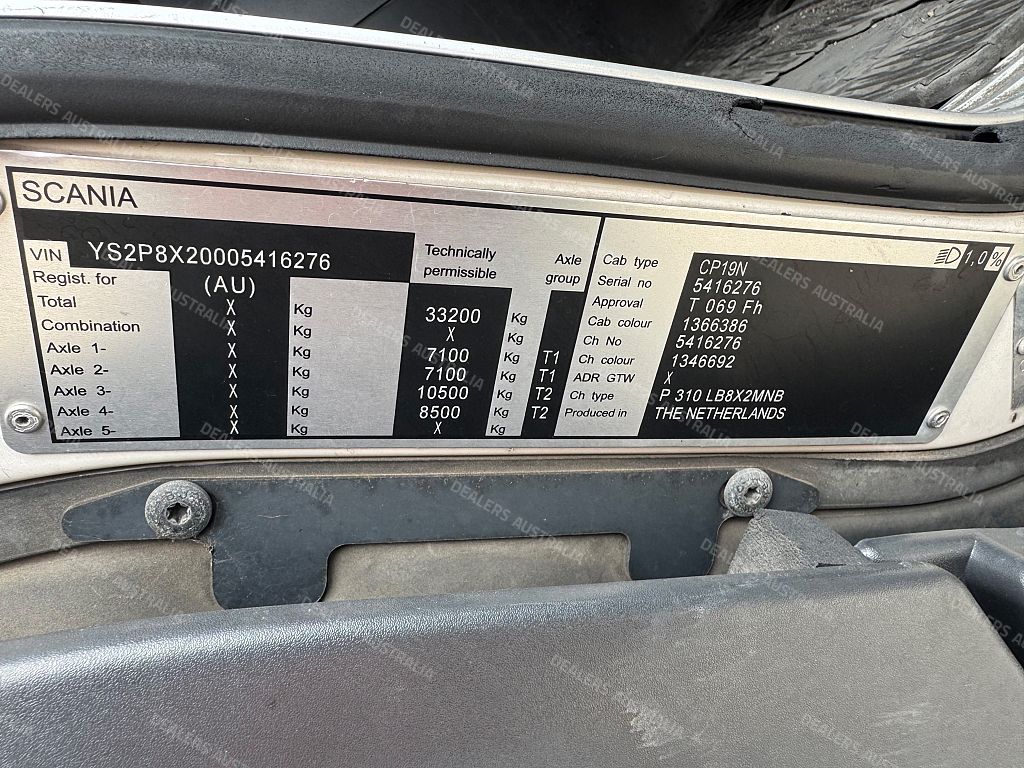 SCANIA
VIN YS2P8X20005416276
Technically permissible
Axle group
Regist. for (AU)
Total X Kg 33200 Kg
Combination X Kg X Kg
Axle 1- X Kg 7100 Kg T1
Axle 2- X Kg 7100 Kg T1
Axle 3- X Kg 10500 Kg T2
Axle 4- X Kg 8500 Kg T2
Axle 5- X Kg X Kg
1,0%
Cab type CP19N
Serial no 5416276
Approval T 069 Fh
Cab colour 1366386
Ch No 5416276
Ch colour 1346692
ADR GTW X
Ch type P 310 LB8X2MNB
Produced in THE NETHERLANDS
DEALERS AUSTRALIA